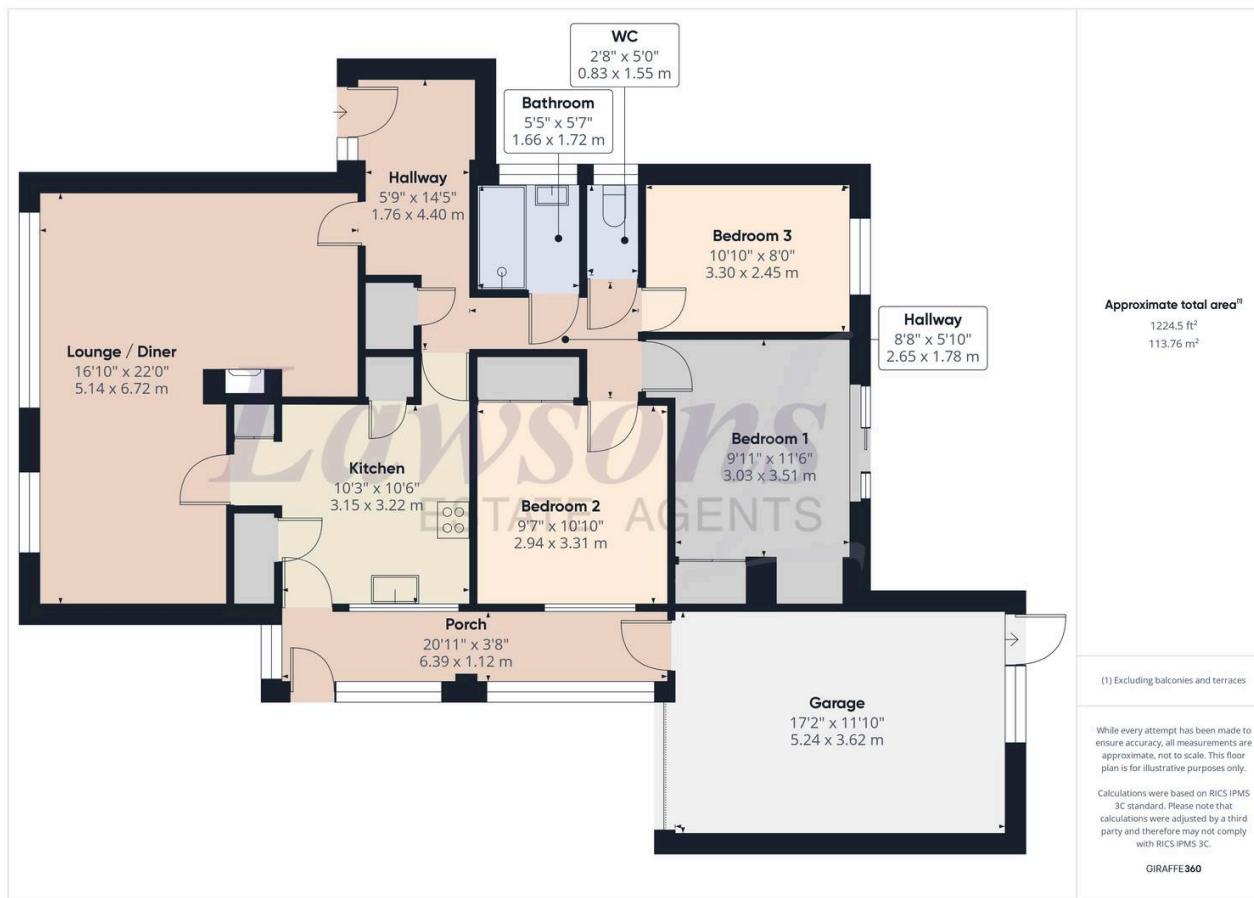 WC
2'8" x 5'0"
0.83 x 1.55 m
Bathroom
5'5" x 5'7"
1.66 x 1.72 m
Hallway
5'9" x 14'5"
1.76 x 4.40 m
Bedroom 3
10'10" x 8'0"
3.30 x 2.45 m
Hallway
8'8" x 5'10"
2.65 x 1.78 m
Lounge / Diner
16'10" x 22'0"
5.14 x 6.72 m
Lawsons
ESTATE AGENTS
Kitchen
10'3" x 10'6"
3.15 x 3.22 m
Bedroom 2
9'7" x 10'10"
2.94 x 3.31 m
Bedroom 1
9'11" x 11'6"
3.03 x 3.51 m
Porch
20'11" x 3'8"
6.39 x 1.12 m
Garage
17'2" x 11'10"
5.24 x 3.62 m
Approximate total area(1)
1224.5 ft²
113.76 m²
(1) Excluding balconies and terraces
While every attempt has been made to
ensure accuracy, all measurements are
approximate, not to scale. This floor
plan is for illustrative purposes only.
Calculations were based on RICS IPMS
3C standard. Please note that
calculations were adjusted by a third
party and therefore may not comply
with RICS IPMS 3C.
GIRAFFE360